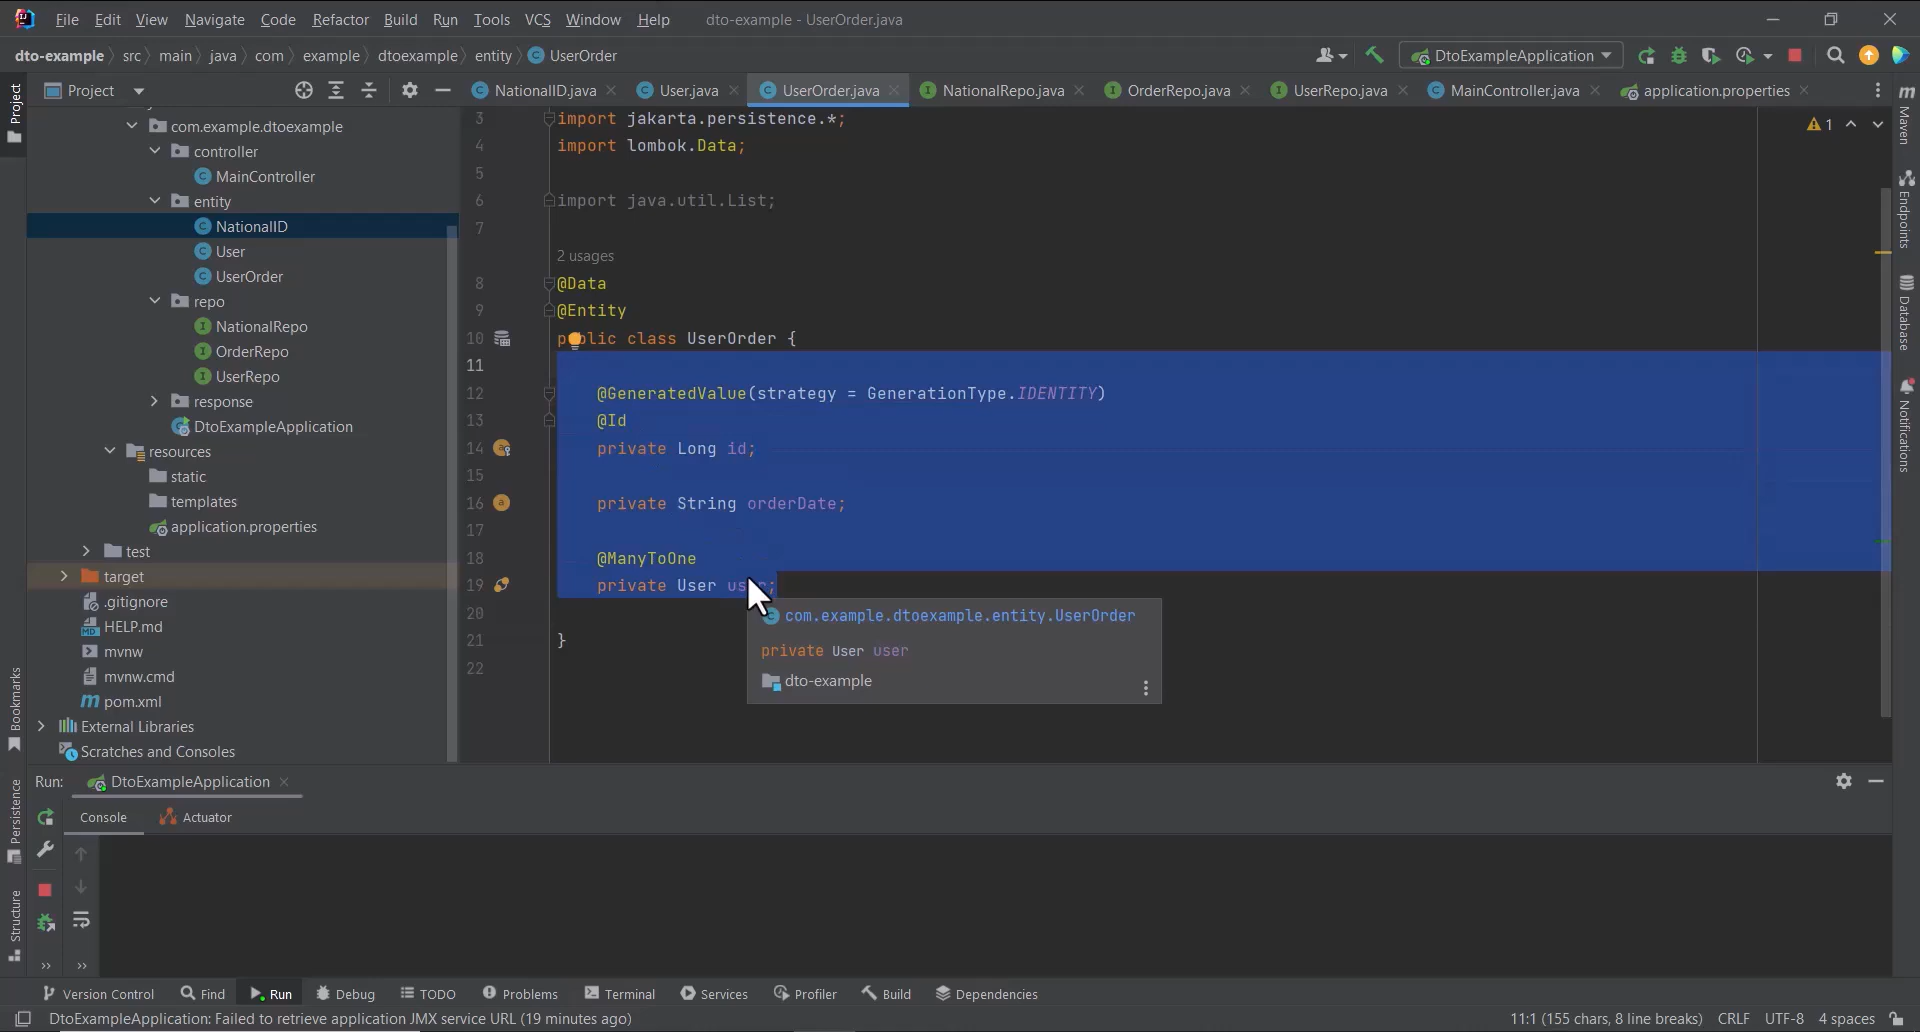 File Edit View Navigate Code Refactor Build Run Tools VCS Window Help dto-example - UserOrder.java
dto-example src main java com example dtoexample entity UserOrder DtoExampleApplication
Project NationalID.java User.java UserOrder.java NationalRepo.java OrderRepo.java UserRepo.java MainController.java application.properties
Project
Bookmarks
Persistence
Structure
com.example.dtoexample
controller
MainController
entity
NationalID
User
UserOrder
repo
NationalRepo
OrderRepo
UserRepo
response
DtoExampleApplication
resources
static
templates
application.properties
test
target
.gitignore
HELP.md
mvnw
mvnw.cmd
pom.xml
External Libraries
Scratches and Consoles
3 import jakarta.persistence.*;
4 import lombok.Data;
5
6 import java.util.List;
7
2 usages
8 @Data
9 @Entity
10 public class UserOrder {
11
12 @GeneratedValue(strategy = GenerationType.IDENTITY)
13 @Id
14 private Long id;
15
16 private String orderDate;
17
18 @ManyToOne
19 private User user;
20
21 }
22
com.example.dtoexample.entity.UserOrder
private User user
dto-example
1
Maven
Endpoints
Database
Notifications
Run: DtoExampleApplication
Console Actuator
Version Control Find Run Debug TODO Problems Terminal Services Profiler Build Dependencies
DtoExampleApplication: Failed to retrieve application JMX service URL (19 minutes ago) 11:1 (155 chars, 8 line breaks) CRLF UTF-8 4 spaces